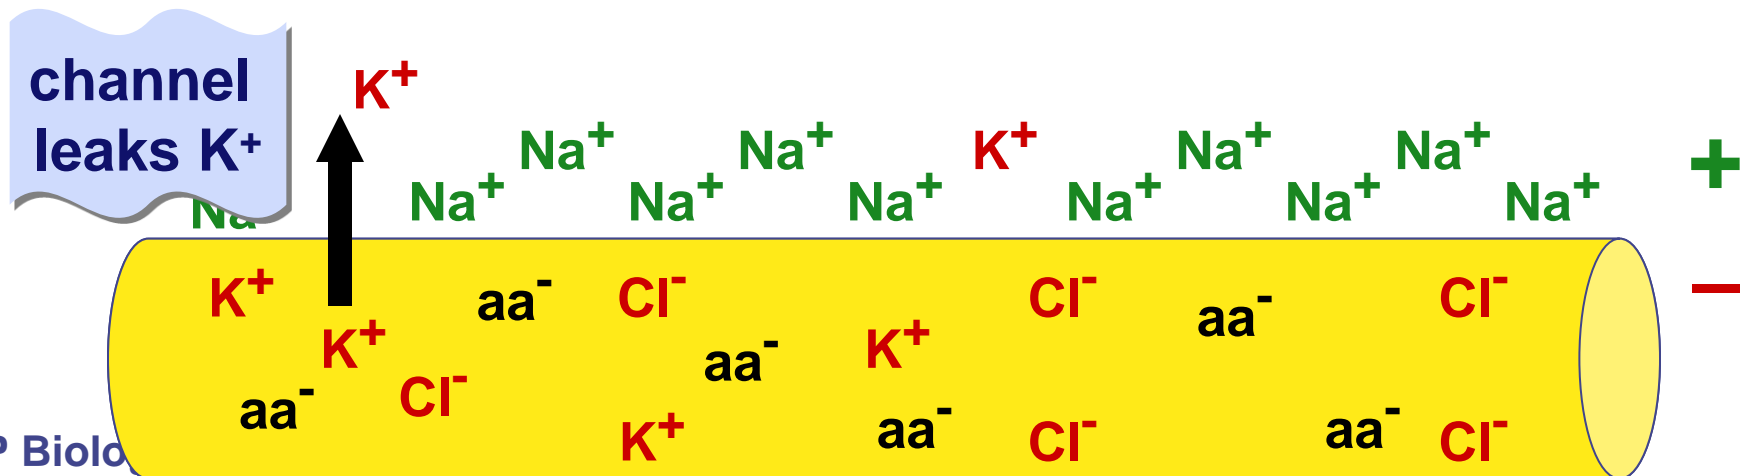 channel
leaks K⁺
K⁺
Na⁺ Na⁺ K⁺ Na⁺ Na⁺
Na Na⁺ Na⁺ Na⁺ Na⁺ Na⁺ Na⁺
+
K⁺ aa⁻ Cl⁻ Cl⁻ aa⁻ Cl⁻
−
K⁺ aa⁻ K⁺
aa⁻ Cl⁻
K⁺ aa⁻ Cl⁻ aa⁻ Cl⁻